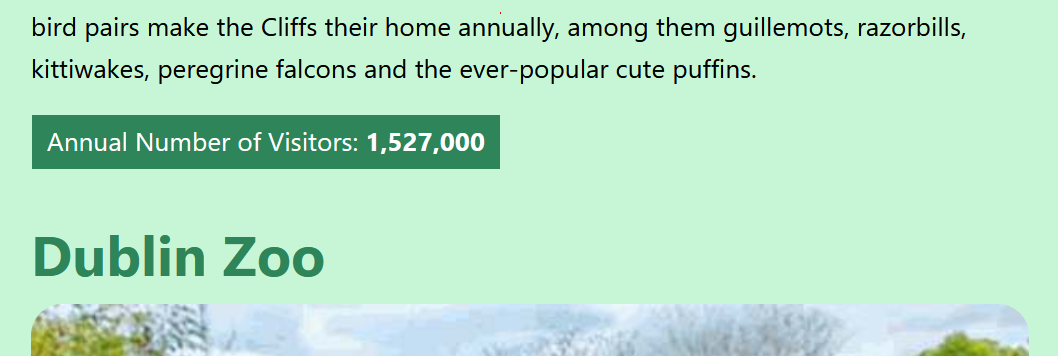 bird pairs make the Cliffs their home annually, among them guillemots, razorbills,
kittiwakes, peregrine falcons and the ever-popular cute puffins.
Annual Number of Visitors: 1,527,000
Dublin Zoo